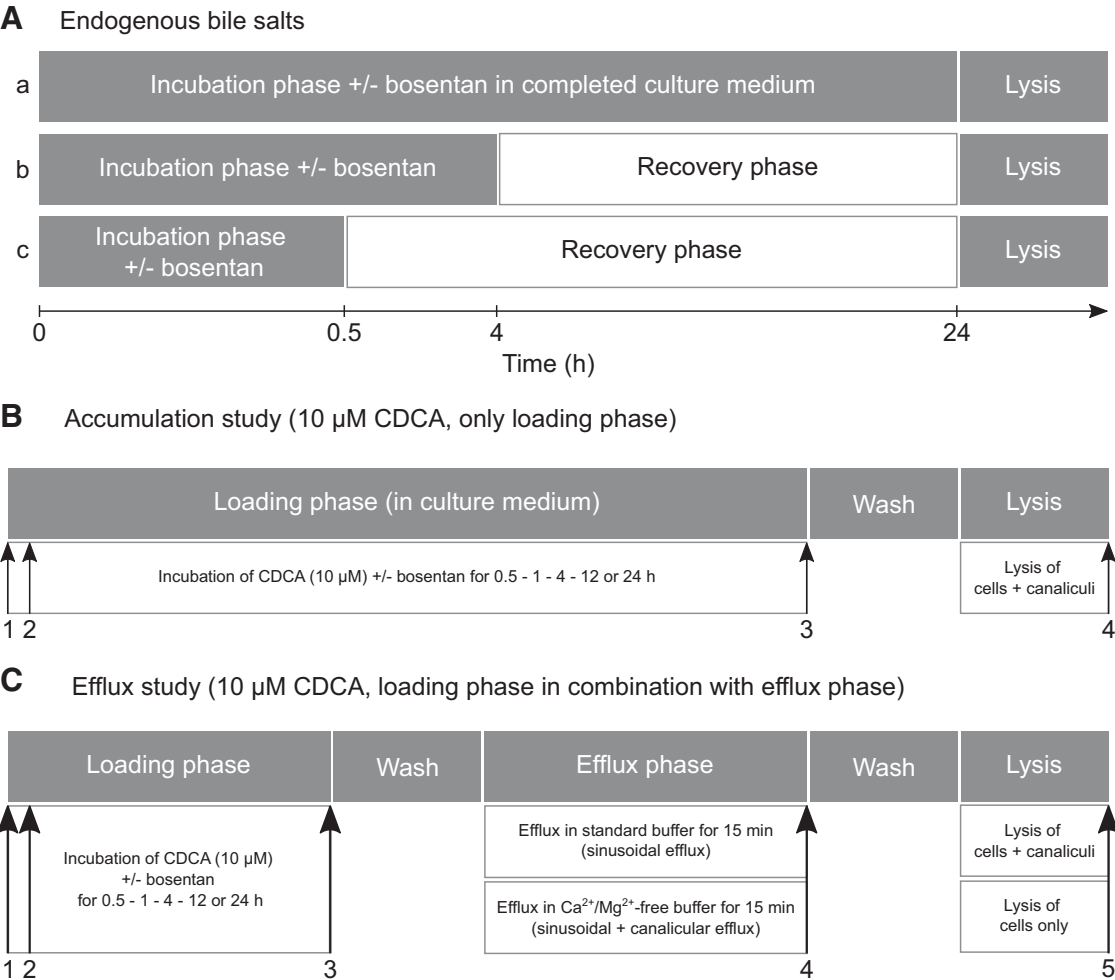 A Endogenous bile salts
a Incubation phase +/- bosentan in completed culture medium Lysis
b Incubation phase +/- bosentan Recovery phase Lysis
c Incubation phase
+/- bosentan Recovery phase Lysis
0 0.5 4 24
Time (h)
B Accumulation study (10 µM CDCA, only loading phase)
Loading phase (in culture medium) Wash Lysis
Incubation of CDCA (10 µM) +/- bosentan for 0.5 - 1 - 4 - 12 or 24 h
Lysis of
cells + canaliculi
1 2 3 4
C Efflux study (10 µM CDCA, loading phase in combination with efflux phase)
Loading phase Wash Efflux phase Wash Lysis
Incubation of CDCA (10 µM)
+/- bosentan
for 0.5 - 1 - 4 - 12 or 24 h
Efflux in standard buffer for 15 min
(sinusoidal efflux)
Efflux in Ca²⁺/Mg²⁺-free buffer for 15 min
(sinusoidal + canalicular efflux)
Lysis of
cells + canaliculi
Lysis of
cells only
1 2 3 4 5